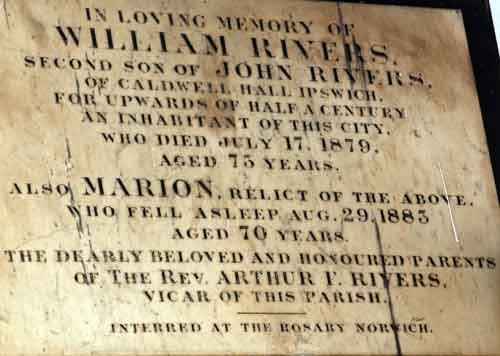 IN LOVING MEMORY OF
WILLIAM RIVERS,
SECOND SON OF JOHN RIVERS,
OF CALDWELL HALL IPSWICH,
FOR UPWARDS OF HALF A CENTURY
AN INHABITANT OF THIS CITY,
WHO DIED JULY 17, 1879,
AGED 75 YEARS.
ALSO MARION, RELICT OF THE ABOVE,
WHO FELL ASLEEP AUG. 29, 1883
AGED 70 YEARS.
THE DEARLY BELOVED AND HONOURED PARENTS
OF THE REV. ARTHUR F. RIVERS,
VICAR OF THIS PARISH.
INTERRED AT THE ROSARY NORWICH.